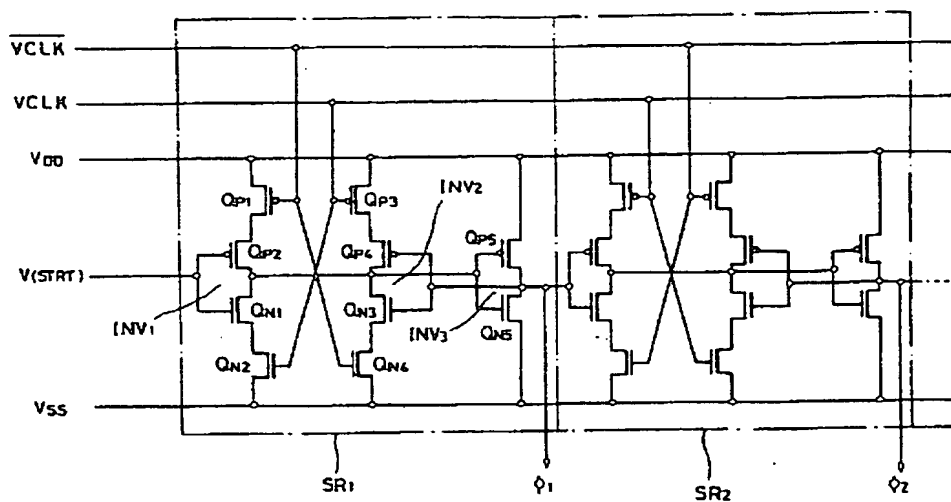 VCLK
VCLK
VDD
QP1
QP3
INV2
QP2
QP4
QP5
V(STRT)
INV1
QN1
QN3
INV3
QN5
QN2
QN4
VSS
SR1
φ1
SR2
φ2